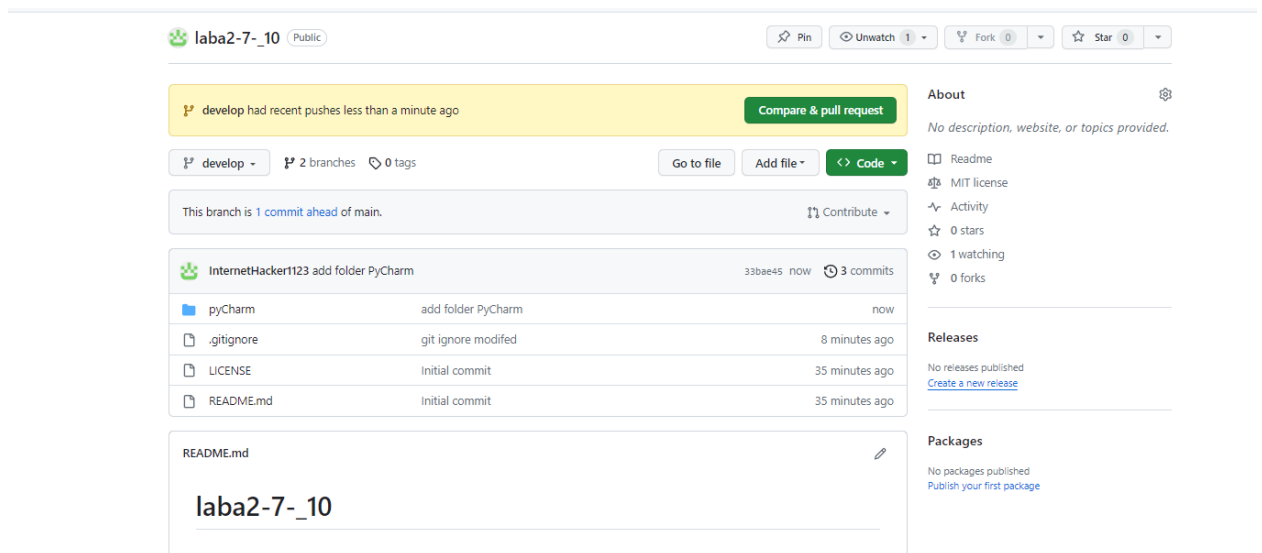 laba2-7-_10 Public Pin Unwatch 1 Fork 0 Star 0
develop had recent pushes less than a minute ago Compare & pull request
develop 2 branches 0 tags Go to file Add file Code
This branch is 1 commit ahead of main. Contribute
InternetHacker1123 add folder PyCharm 33bae45 now 3 commits
pyCharm add folder PyCharm now
.gitignore git ignore modifed 8 minutes ago
LICENSE Initial commit 35 minutes ago
README.md Initial commit 35 minutes ago
README.md
laba2-7-_10
About
No description, website, or topics provided.
Readme
MIT license
Activity
0 stars
1 watching
0 forks
Releases
No releases published
Create a new release
Packages
No packages published
Publish your first package